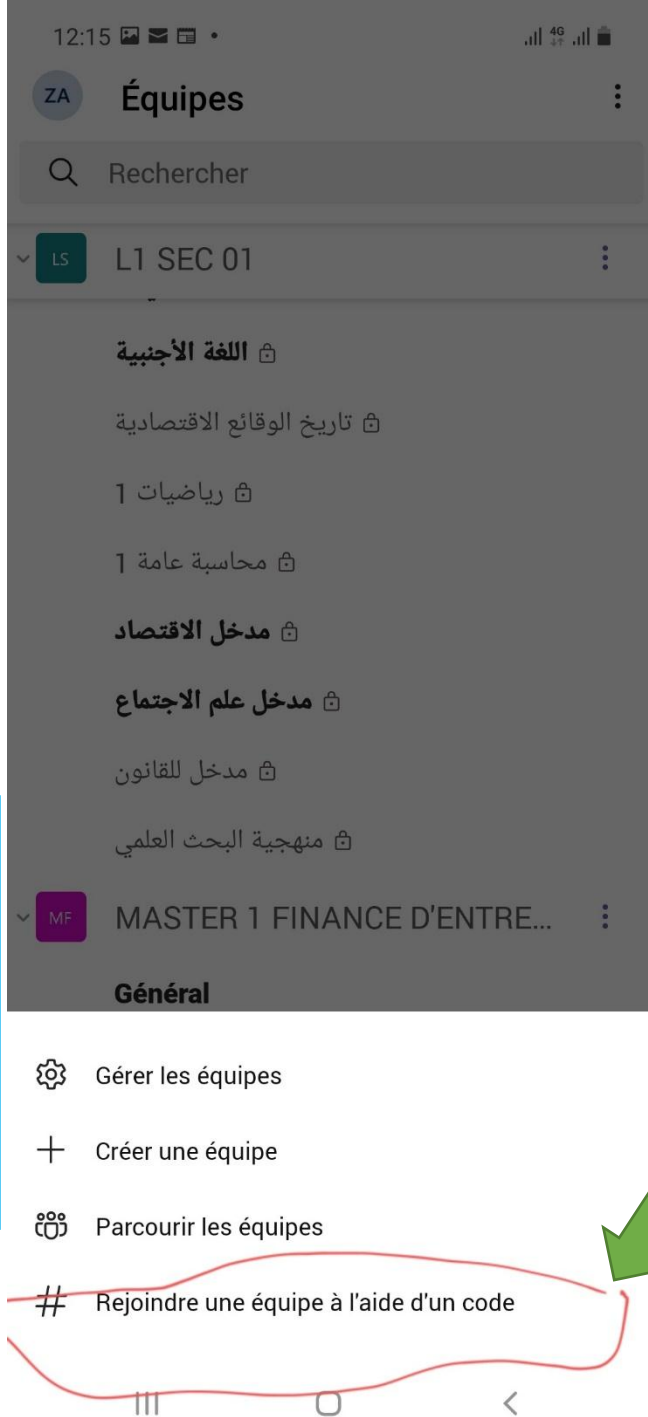 12:15
4G
ZA Équipes
Rechercher
LS L1 SEC 01
اللغة الأجنبية
تاريخ الوقائع الاقتصادية
رياضيات 1
محاسبة عامة 1
مدخل الاقتصاد
مدخل علم الاجتماع
مدخل للقانون
منهجية البحث العلمي
MF MASTER 1 FINANCE D'ENTRE...
Général
Gérer les équipes
Créer une équipe
Parcourir les équipes
# Rejoindre une équipe à l'aide d'un code